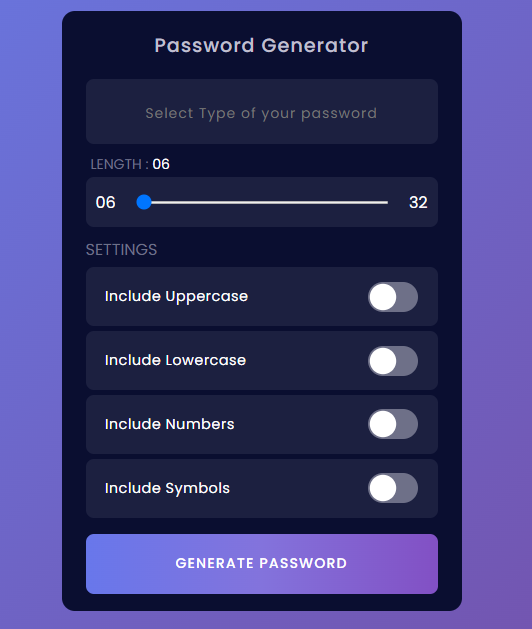 Password Generator
Select Type of your password
LENGTH : 06
06 32
SETTINGS
Include Uppercase
Include Lowercase
Include Numbers
Include Symbols
GENERATE PASSWORD